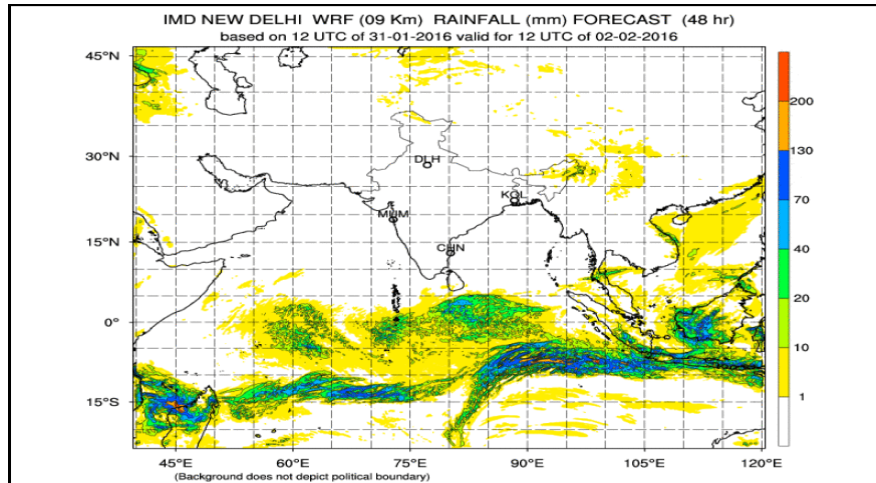 IMD NEW DELHI WRF (09 Km) RAINFALL (mm) FORECAST (48 hr)
based on 12 UTC of 31-01-2016 valid for 12 UTC of 02-02-2016
45°N
30°N
15°N
0°
15°S
DLH
KOL
MUM
CHN
200
130
70
40
20
10
1
45°E
60°E
75°E
90°E
105°E
120°E
(Background does not depict political boundary)